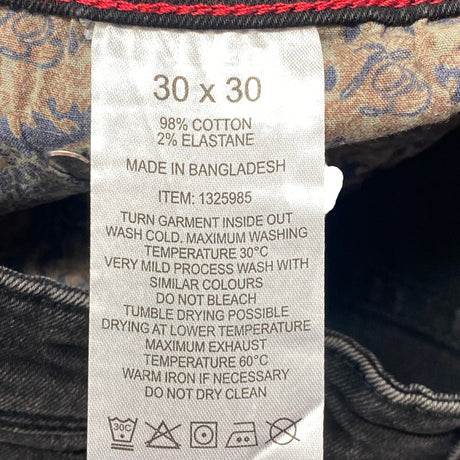 30 x 30
98% COTTON
2% ELASTANE
MADE IN BANGLADESH
ITEM: 1325985
TURN GARMENT INSIDE OUT
WASH COLD. MAXIMUM WASHING
TEMPERATURE 30°C
VERY MILD PROCESS WASH WITH
SIMILAR COLOURS
DO NOT BLEACH
TUMBLE DRYING POSSIBLE
DRYING AT LOWER TEMPERATURE
MAXIMUM EXHAUST
TEMPERATURE 60°C
WARM IRON IF NECESSARY
DO NOT DRY CLEAN
30C